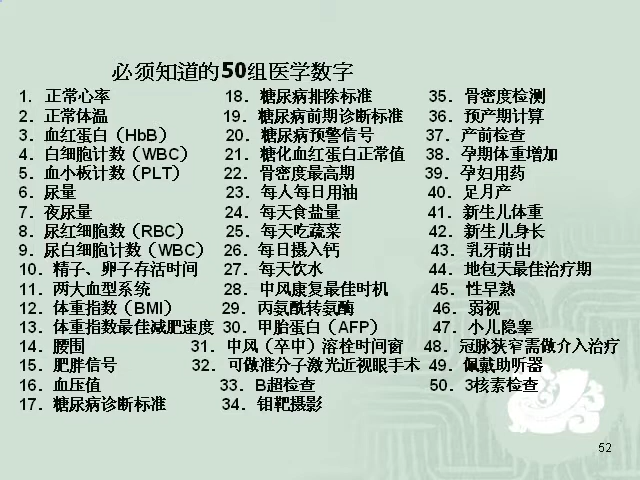 必须知道的50组医学数字
1. 正常心率
2. 正常体温
3. 血红蛋白（HbB）
4. 白细胞计数（WBC）
5. 血小板计数（PLT）
6. 尿量
7. 夜尿量
8. 尿红细胞数（RBC）
9. 尿白细胞计数（WBC）
10. 精子、卵子存活时间
11. 两大血型系统
12. 体重指数（BMI）
13. 体重指数最佳减肥速度
14. 腰围
15. 肥胖信号
16. 血压值
17. 糖尿病诊断标准
18. 糖尿病排除标准
19. 糖尿病前期诊断标准
20. 糖尿病预警信号
21. 糖化血红蛋白正常值
22. 骨密度最高期
23. 每人每日用油
24. 每天食盐量
25. 每天吃蔬菜
26. 每日摄入钙
27. 每天饮水
28. 中风康复最佳时机
29. 丙氨酰转氨酶
30. 甲胎蛋白（AFP）
31. 中风（卒中）溶栓时间窗
32. 可做准分子激光近视眼手术
33. B超检查
34. 钼靶摄影
35. 骨密度检测
36. 预产期计算
37. 产前检查
38. 孕期体重增加
39. 孕妇用药
40. 足月产
41. 新生儿体重
42. 新生儿身长
43. 乳牙萌出
44. 地包天最佳治疗期
45. 性早熟
46. 弱视
47. 小儿隐睾
48. 冠脉狭窄需做介入治疗
49. 佩戴助听器
50. 3核素检查
52